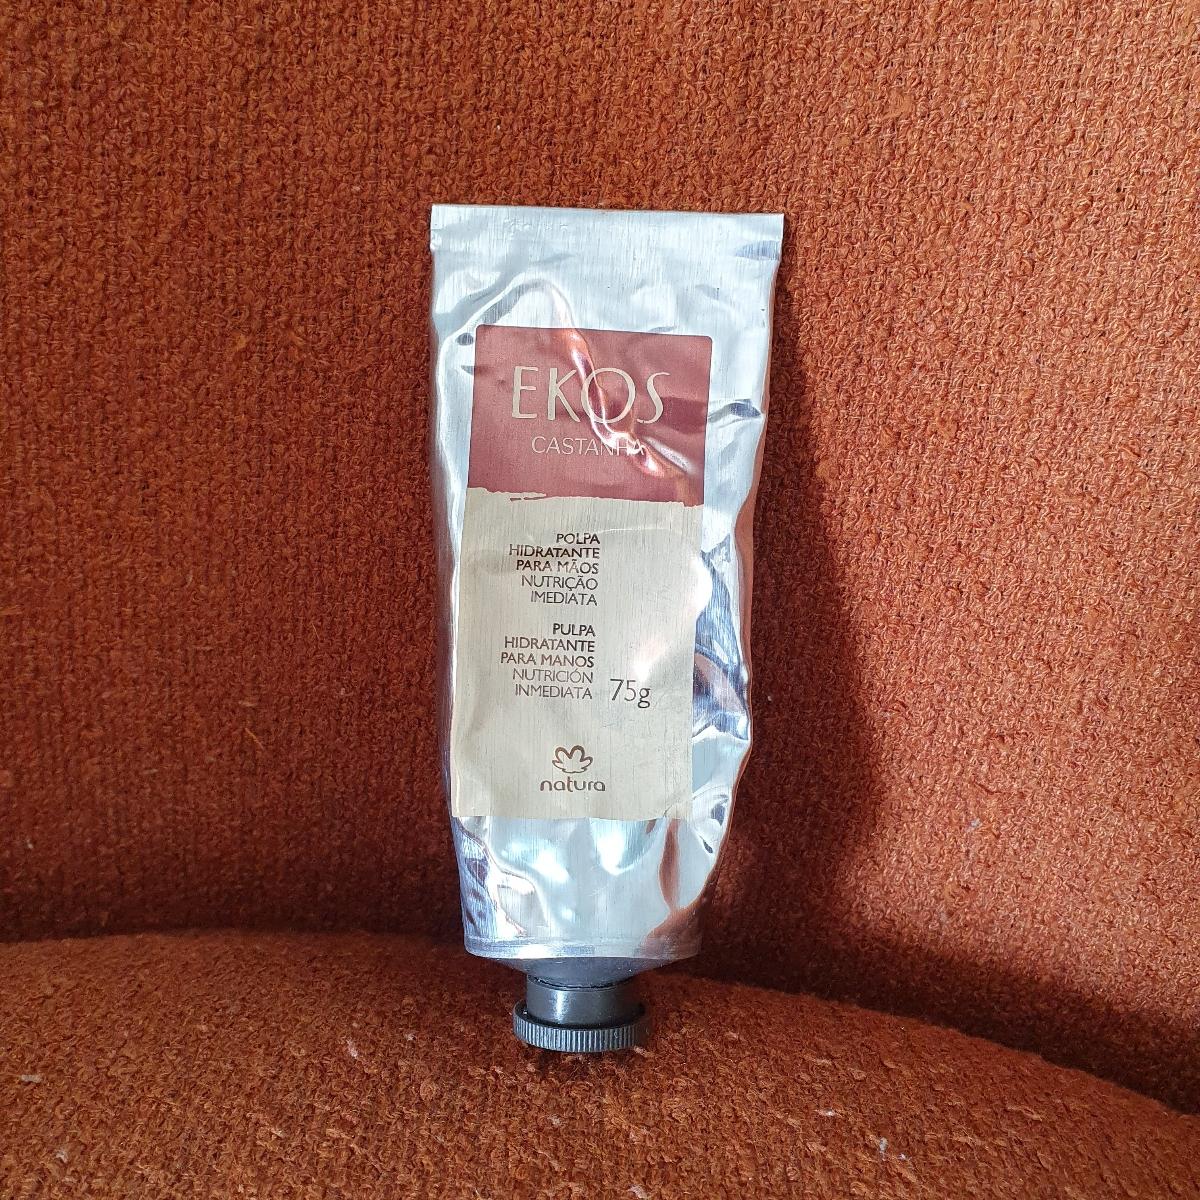 EKOS
CASTANHA
POLPA
HIDRATANTE
PARA MÃOS
NUTRIÇÃO
IMEDIATA
PULPA
HIDRATANTE
PARA MANOS
NUTRICIÓN
INMEDIATA 75g
natura